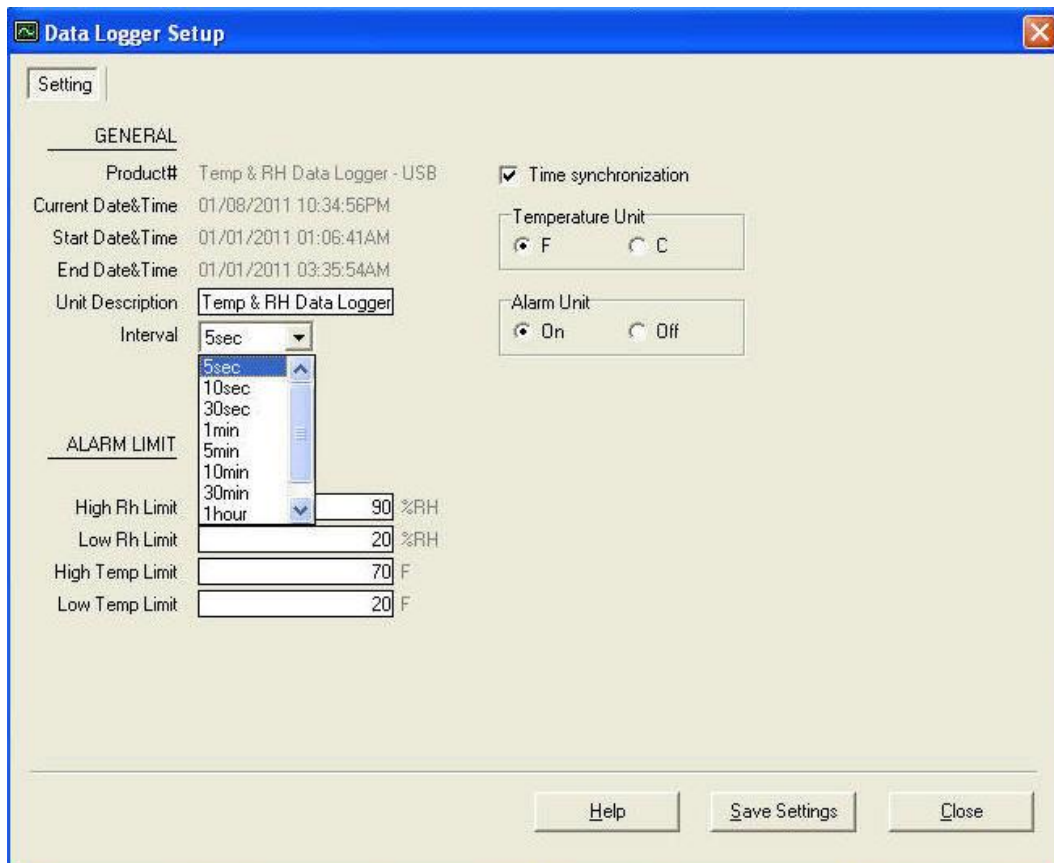 Data Logger Setup
Setting
GENERAL
Product# Temp & RH Data Logger - USB
Current Date&Time 01/08/2011 10:34:56PM
Start Date&Time 01/01/2011 01:06:41AM
End Date&Time 01/01/2011 03:35:54AM
Unit Description Temp & RH Data Logger
Interval 5sec
5sec
10sec
30sec
1min
5min
10min
30min
1hour
Time synchronization
Temperature Unit
F C
Alarm Unit
On Off
ALARM LIMIT
High Rh Limit 90 %RH
Low Rh Limit 20 %RH
High Temp Limit 70 F
Low Temp Limit 20 F
Help Save Settings Close